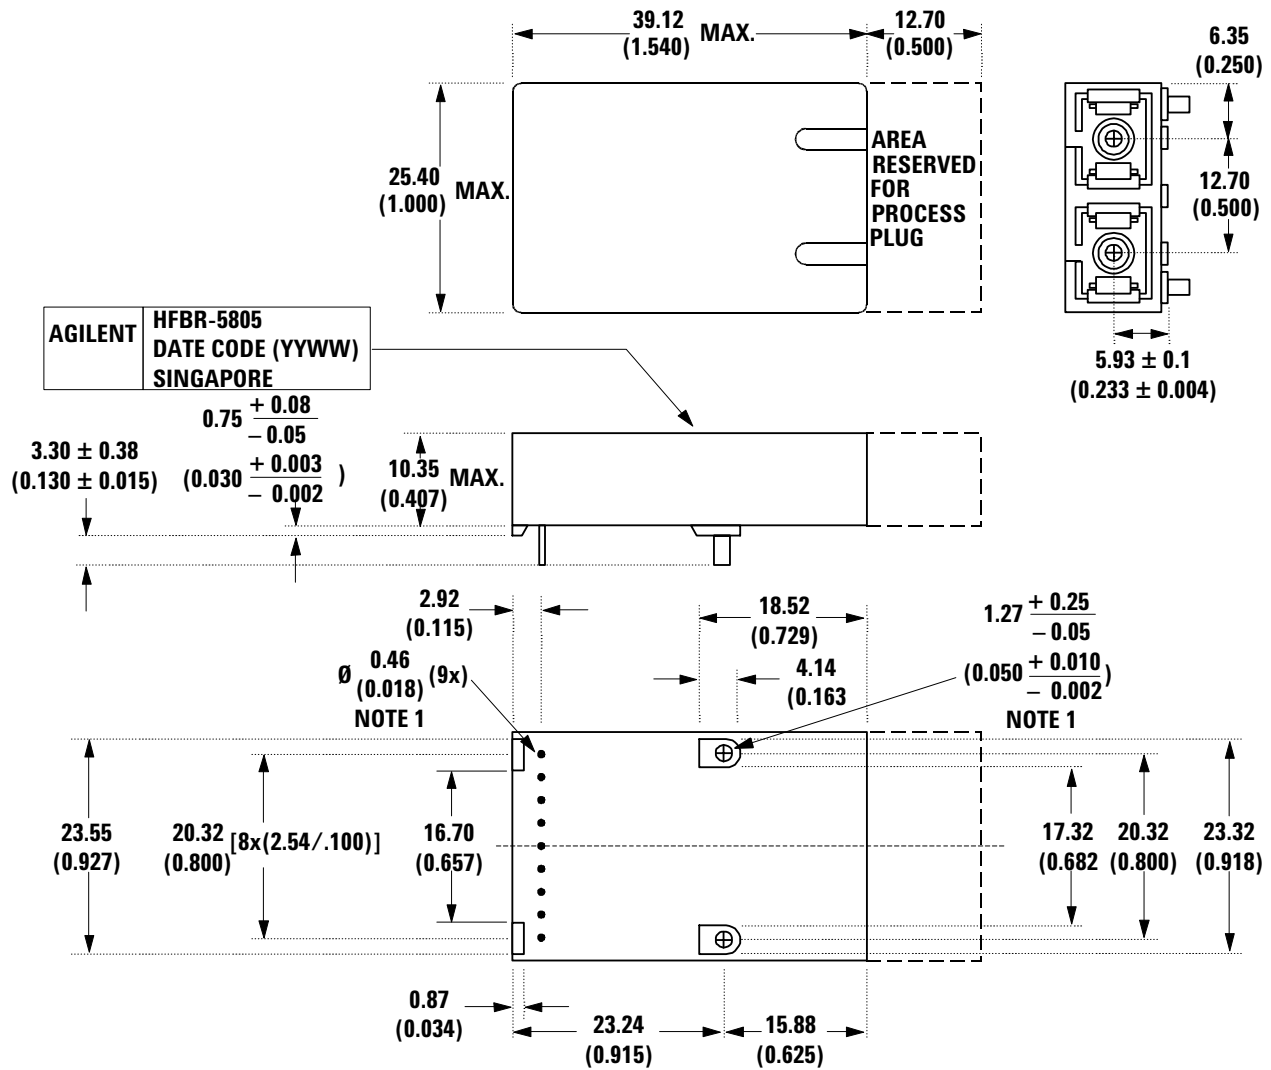 39.12
(1.540)
MAX.
12.70
(0.500)
6.35
(0.250)
25.40
(1.000)
MAX.
AREA
RESERVED
FOR
PROCESS
PLUG
12.70
(0.500)
5.93 ± 0.1
(0.233 ± 0.004)
AGILENT
HFBR-5805
DATE CODE (YYWW)
SINGAPORE
0.75 + 0.08
– 0.05
3.30 ± 0.38
(0.130 ± 0.015)
(0.030 + 0.003
– 0.002 )
10.35
(0.407)
MAX.
2.92
(0.115)
18.52
(0.729)
1.27 + 0.25
– 0.05
Ø 0.46
(0.018) (9x)
NOTE 1
4.14
(0.163
(0.050 + 0.010
– 0.002 )
NOTE 1
23.55
(0.927)
20.32
(0.800)
[8x(2.54/.100)]
16.70
(0.657)
17.32
(0.682
20.32
(0.800)
23.32
(0.918)
0.87
(0.034)
23.24
(0.915)
15.88
(0.625)